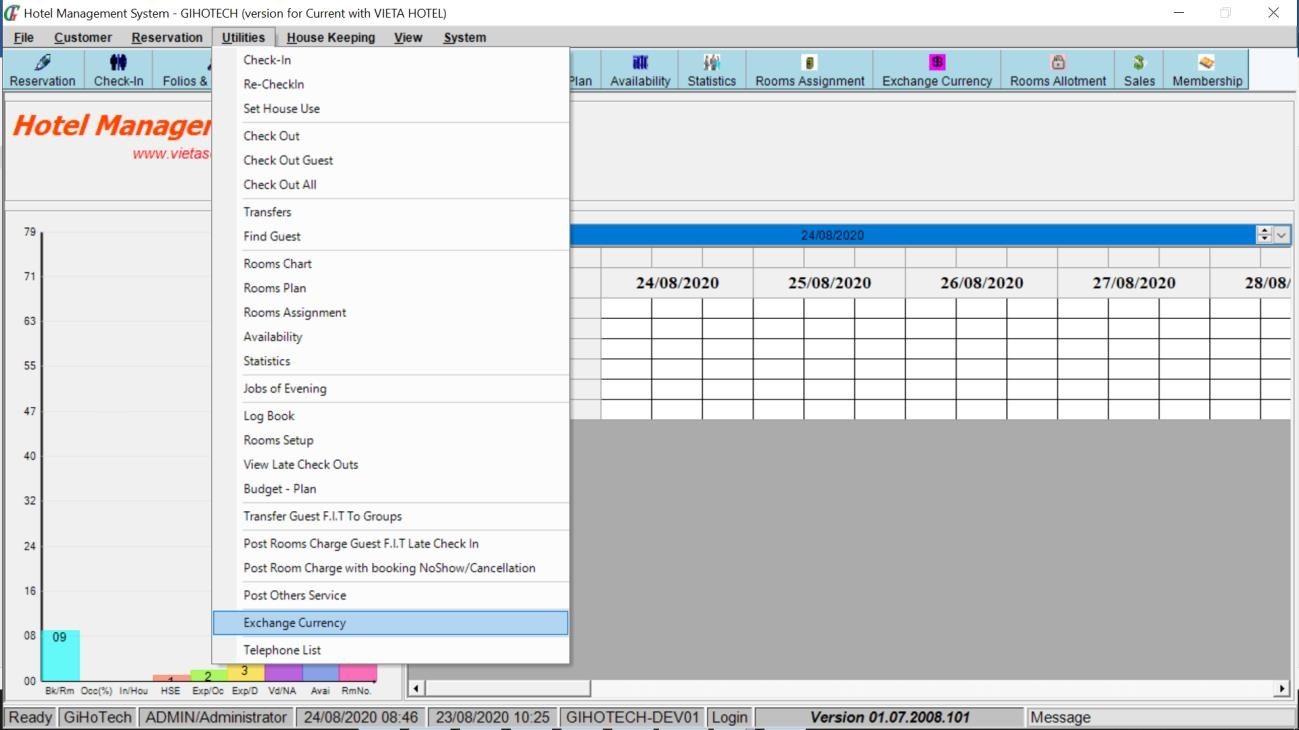 Hotel Management System - GIHOTECH (version for Current with VIETA HOTEL)
File Customer Reservation Utilities House Keeping View System
Reservation Check-In Folios & Plan Availability Statistics Rooms Assignment Exchange Currency Rooms Allotment Sales Membership
Hotel Manager
www.vietas
Check-In
Re-CheckIn
Set House Use
Check Out
Check Out Guest
Check Out All
Transfers
Find Guest
Rooms Chart
Rooms Plan
Rooms Assignment
Availability
Statistics
Jobs of Evening
Log Book
Rooms Setup
View Late Check Outs
Budget - Plan
Transfer Guest F.I.T To Groups
Post Rooms Charge Guest F.I.T Late Check In
Post Room Charge with booking NoShow/Cancellation
Post Others Service
Exchange Currency
Telephone List
24/08/2020
24/08/2020 25/08/2020 26/08/2020 27/08/2020 28/08/
79
71
63
55
47
40
32
24
16
08
00
09 1 2 3
Bk/Rm Occ(%) In/Hou HSE Exp/Oc Exp/D Vd/NA Avai RmNo.
Ready GiHoTech ADMIN/Administrator 24/08/2020 08:46 23/08/2020 10:25 GIHOTECH-DEV01 Login Version 01.07.2008.101 Message